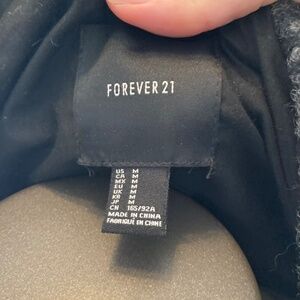 FOREVER 21
US M
CA M
MX M
EU M
UK M
KR M
JP M
CN 165/92A
MADE IN CHINA
FABRIQUÉ EN CHINE